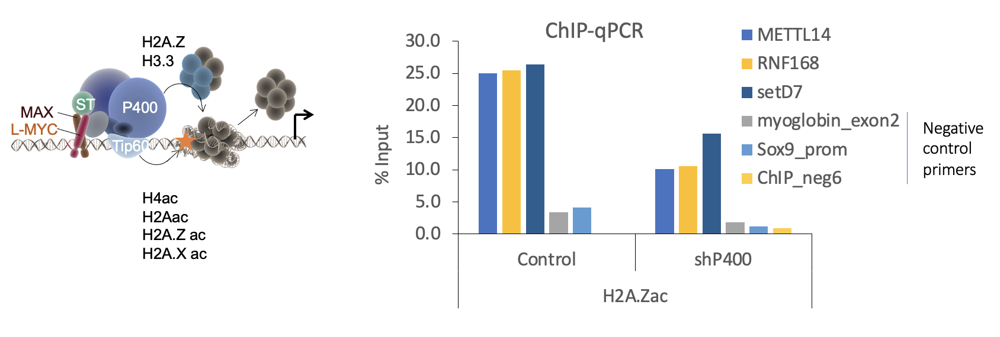 H2A.Z
H3.3
ST
P400
MAX
L-MYC
Tip60
H4ac
H2Aac
H2A.Z ac
H2A.X ac
ChIP-qPCR
% Input
30.0
25.0
20.0
15.0
10.0
5.0
0.0
Control
shP400
H2A.Zac
METTL14
RNF168
setD7
myoglobin_exon2
Sox9_prom
ChIP_neg6
Negative
control
primers